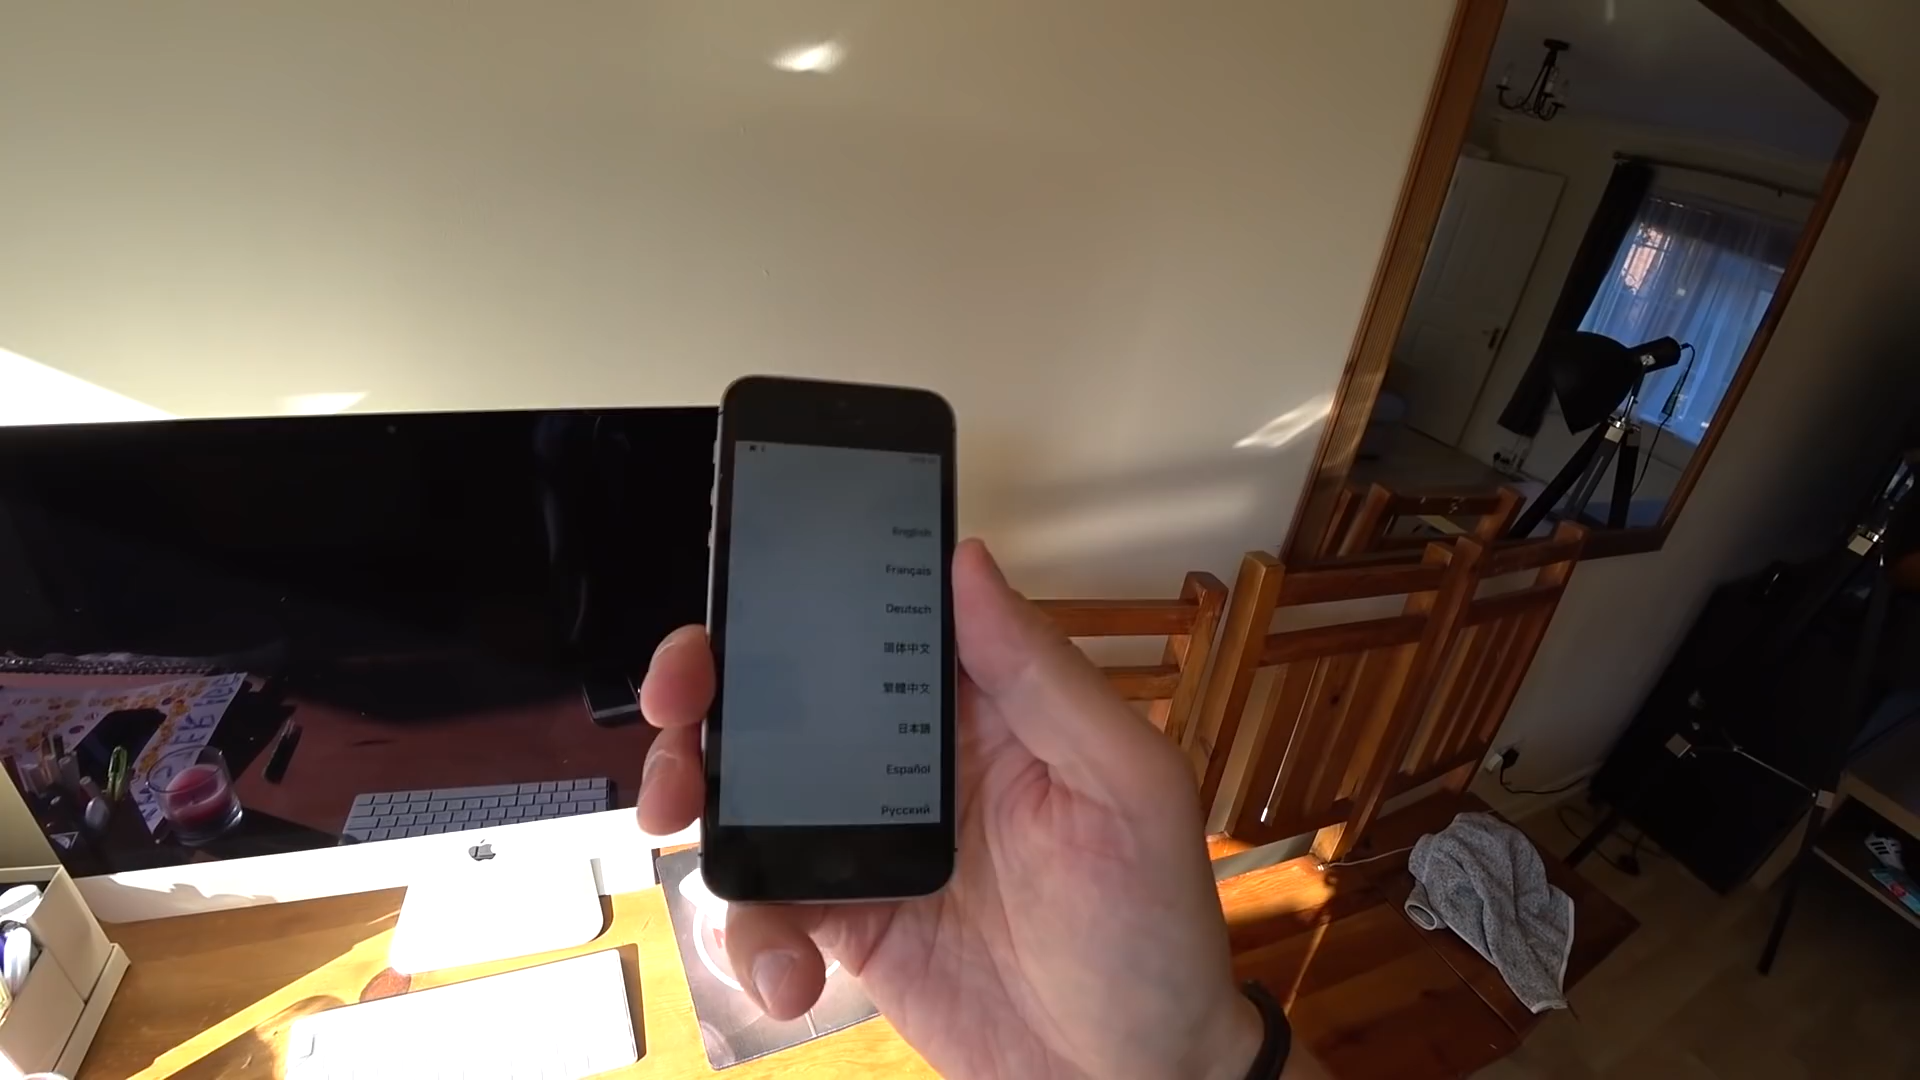 English
Français
Deutsch
简体中文
繁體中文
日本語
Español
Русский